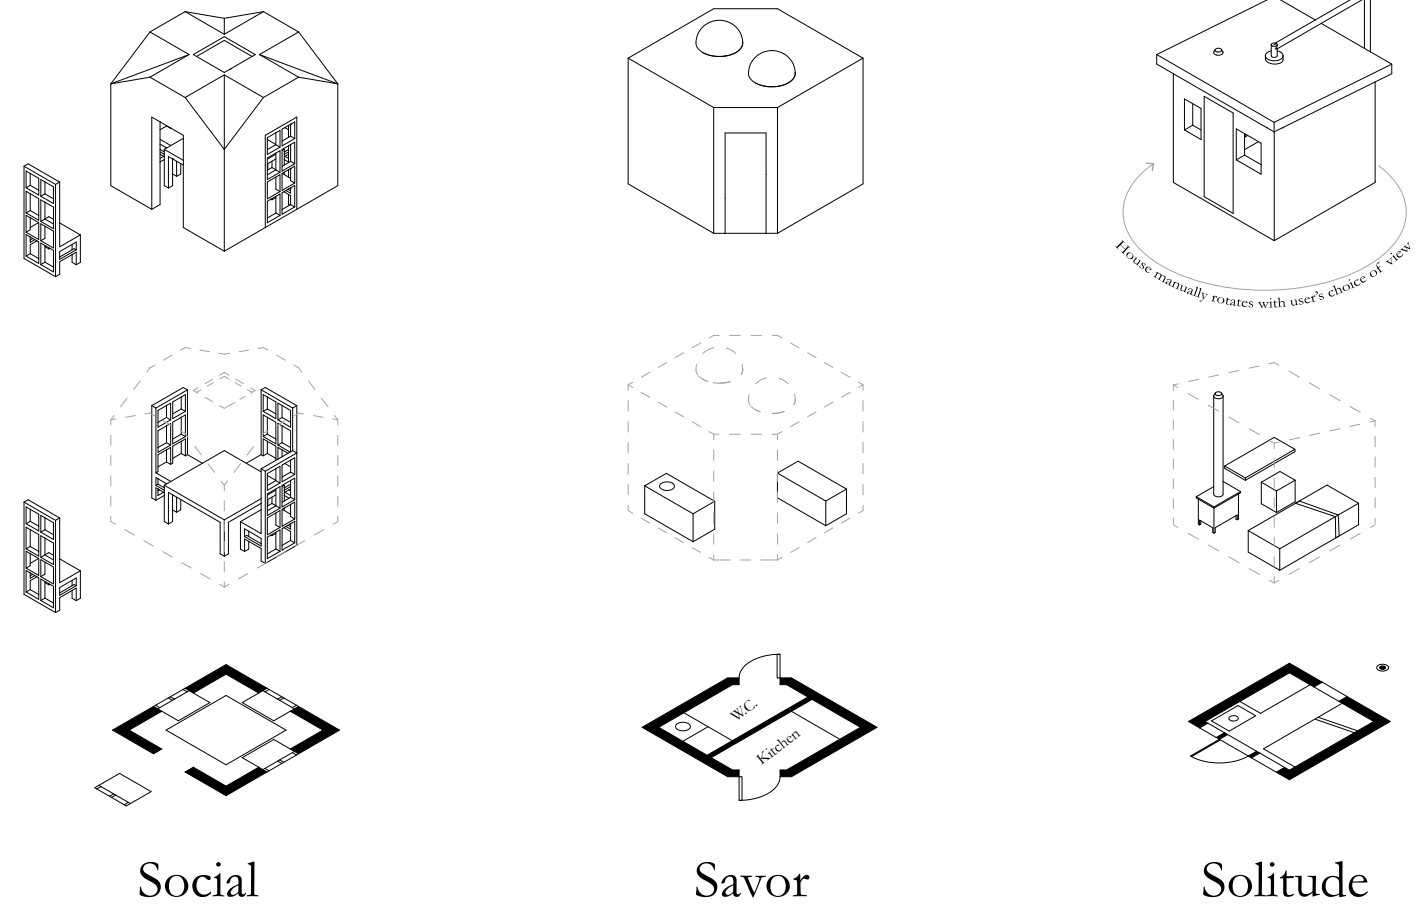 House manually rotates with user's choice of view
W.C.
Kitchen
Social
Savor
Solitude